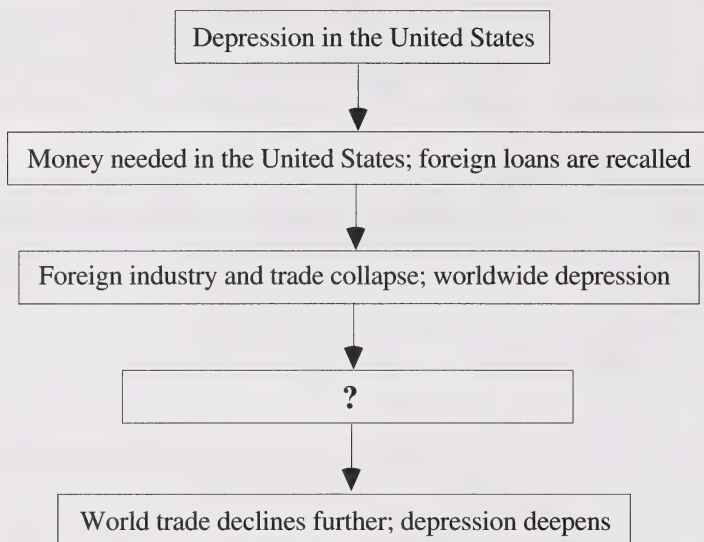 Depression in the United States
Money needed in the United States; foreign loans are recalled
Foreign industry and trade collapse; worldwide depression
?
World trade declines further; depression deepens